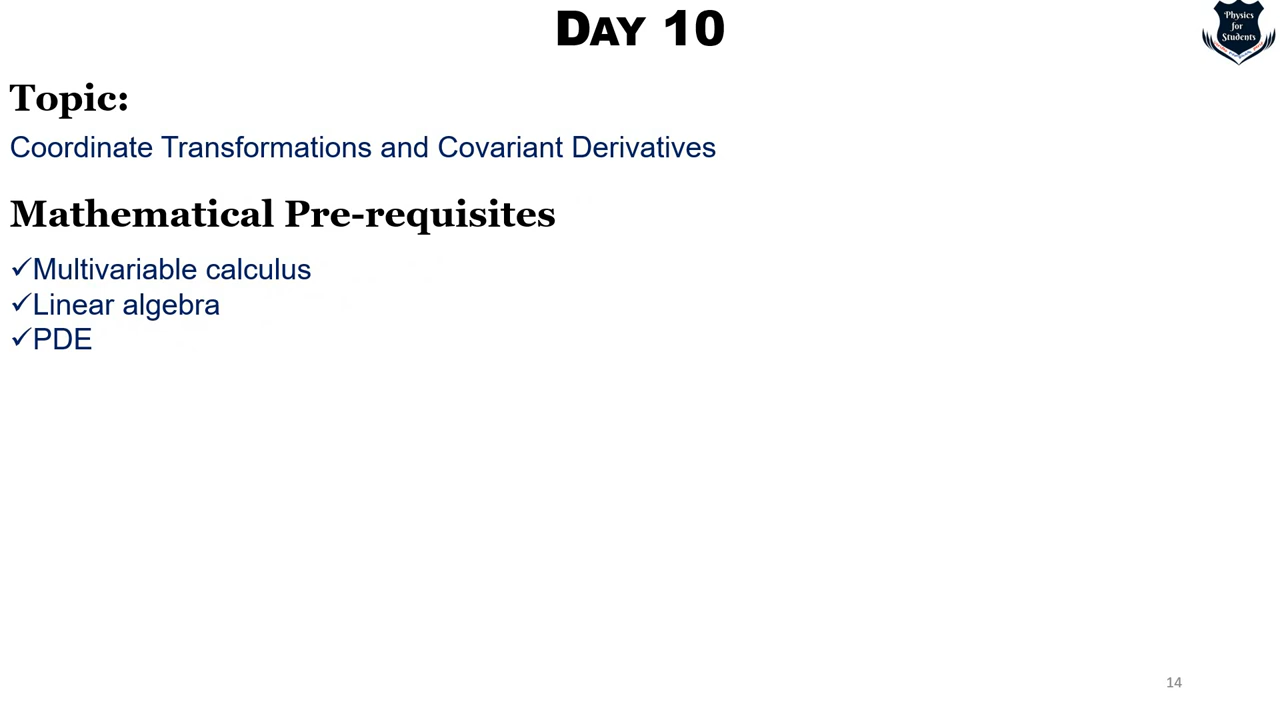 DAY 10
Physics
for
Students
Topic:
Coordinate Transformations and Covariant Derivatives
Mathematical Pre-requisites
✓Multivariable calculus
✓Linear algebra
✓PDE
14